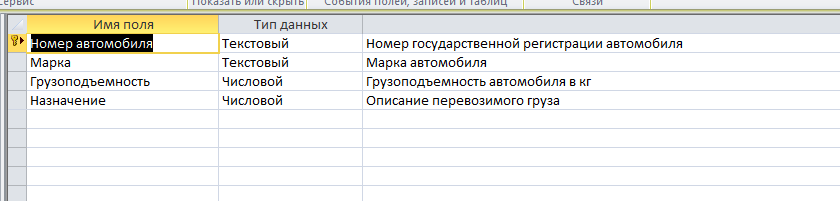 Сервис
Показать или скрыть
События полей, записей и таблиц
Связи
Имя поля
Тип данных
Номер автомобиля
Текстовый
Номер государственной регистрации автомобиля
Марка
Текстовый
Марка автомобиля
Грузоподъемность
Числовой
Грузоподъемность автомобиля в кг
Назначение
Числовой
Описание перевозимого груза